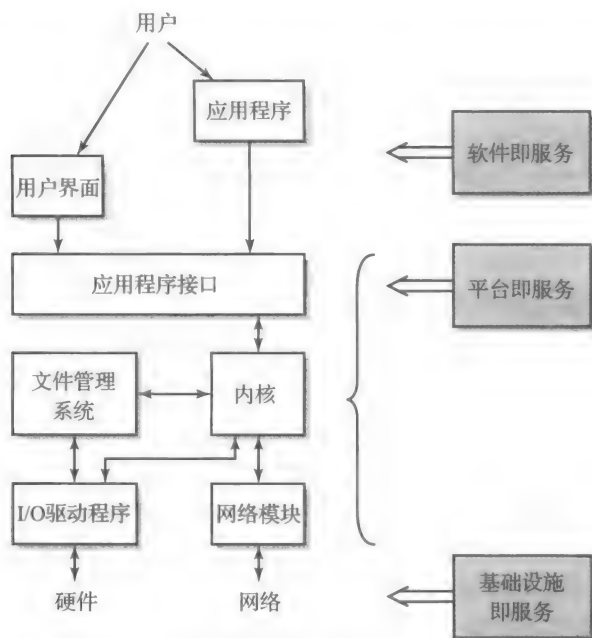 用户
应用程序
软件即服务
用户界面
应用程序接口
平台即服务
文件管理
系统
内核
I/O驱动程序
网络模块
硬件
网络
基础设施
即服务